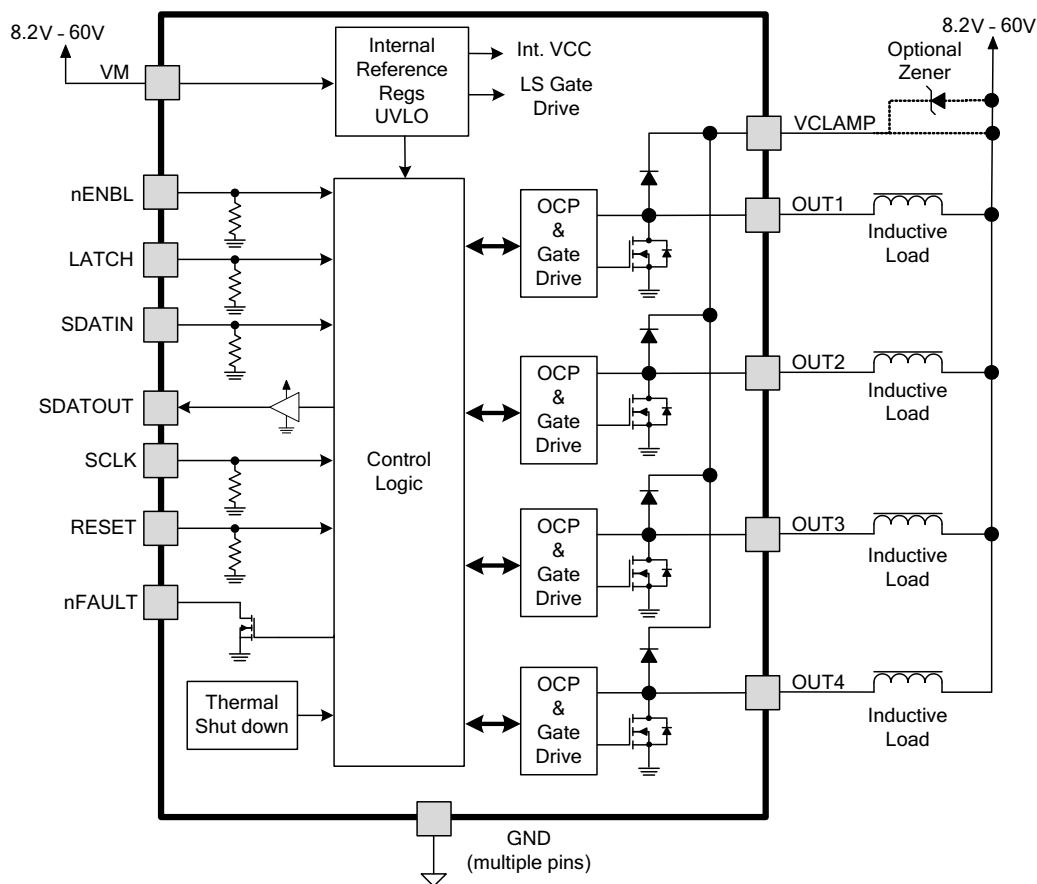 8.2V - 60V
VM
Internal
Reference
Regs
UVLO
Int. VCC
LS Gate
Drive
8.2V - 60V
Optional
Zener
VCLAMP
nENBL
LATCH
SDATIN
SDATOUT
SCLK
RESET
nFAULT
Thermal
Shut down
Control
Logic
OCP
&
Gate
Drive
OUT1
Inductive
Load
OCP
&
Gate
Drive
OUT2
Inductive
Load
OCP
&
Gate
Drive
OUT3
Inductive
Load
OCP
&
Gate
Drive
OUT4
Inductive
Load
GND
(multiple pins)